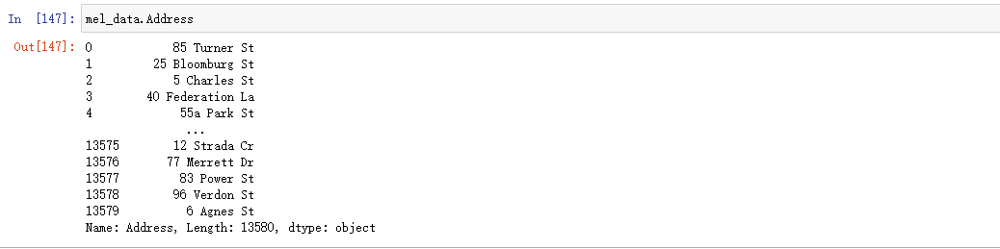 In [147]: mel_data.Address
Out[147]: 0 85 Turner St
1 25 Bloomburg St
2 5 Charles St
3 40 Federation La
4 55a Park St
...
13575 12 Strada Cr
13576 77 Merrett Dr
13577 83 Power St
13578 96 Verdon St
13579 6 Agnes St
Name: Address, Length: 13580, dtype: object